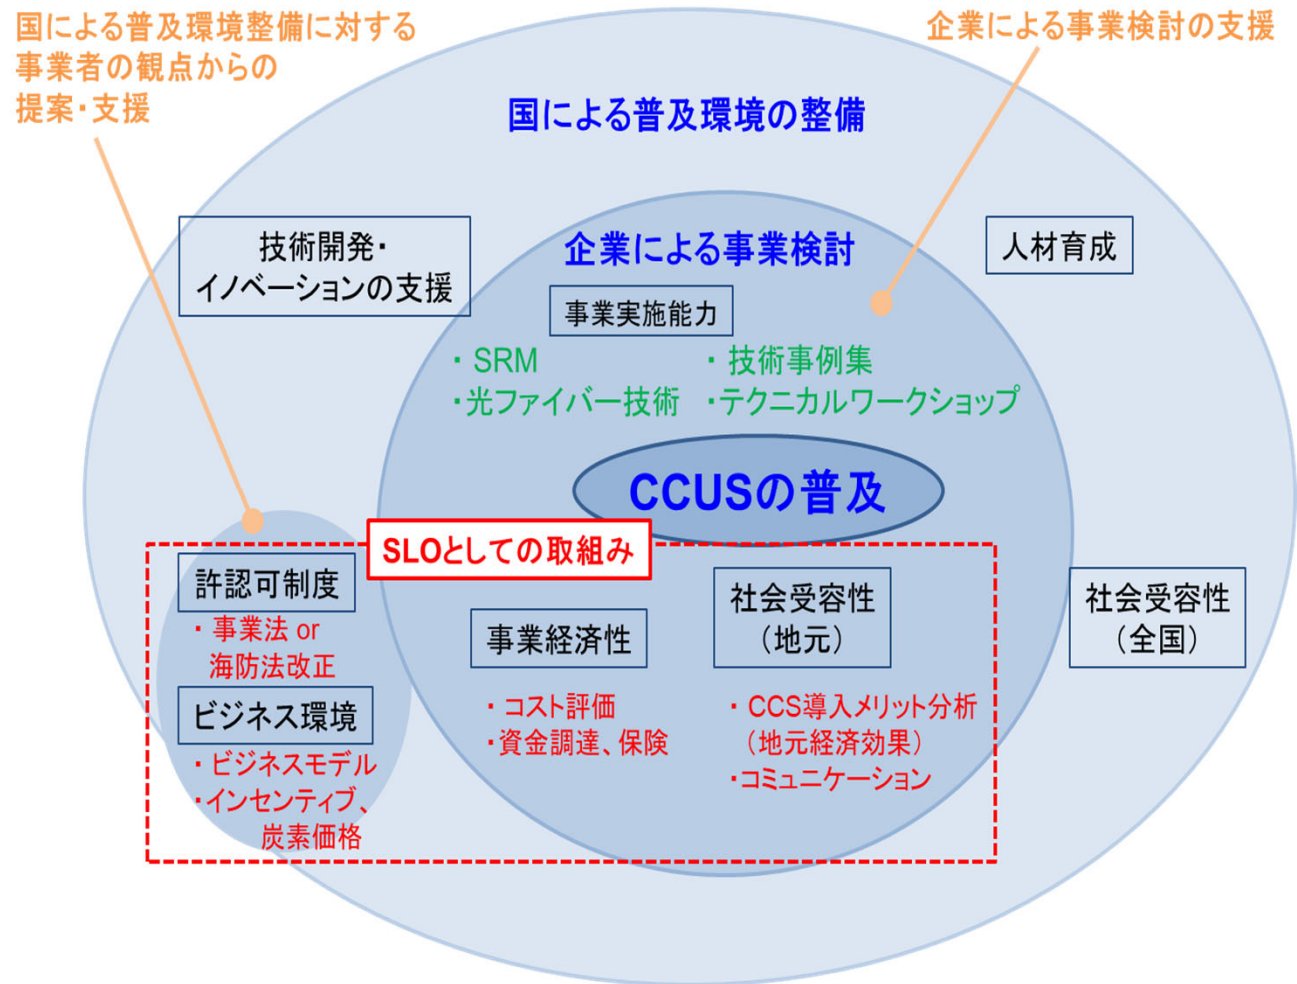 国による普及環境整備に対する
事業者の観点からの
提案・支援
企業による事業検討の支援
国による普及環境の整備
技術開発・
イノベーションの支援
企業による事業検討
人材育成
事業実施能力
・ SRM
・光ファイバー技術
・ 技術事例集
・テクニカルワークショップ
CCUSの普及
SLOとしての取組み
許認可制度
・ 事業法 or
海防法改正
ビジネス環境
・ ビジネスモデル
・インセンティブ、
炭素価格
事業経済性
・ コスト評価
・資金調達、保険
社会受容性
（地元）
・ CCS導入メリット分析
（地元経済効果）
・コミュニケーション
社会受容性
（全国）